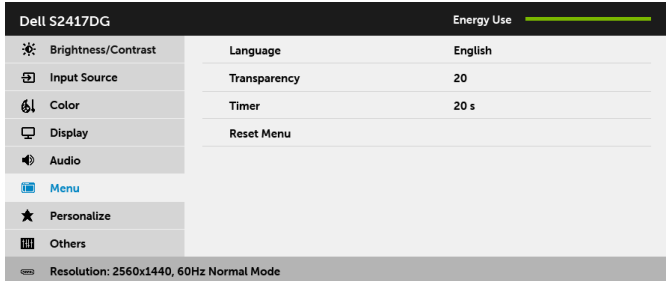 Dell S2417DG Energy Use
Brightness/Contrast Language English
Input Source Transparency 20
Color Timer 20 s
Display Reset Menu
Audio
Menu
Personalize
Others
Resolution: 2560x1440, 60Hz Normal Mode